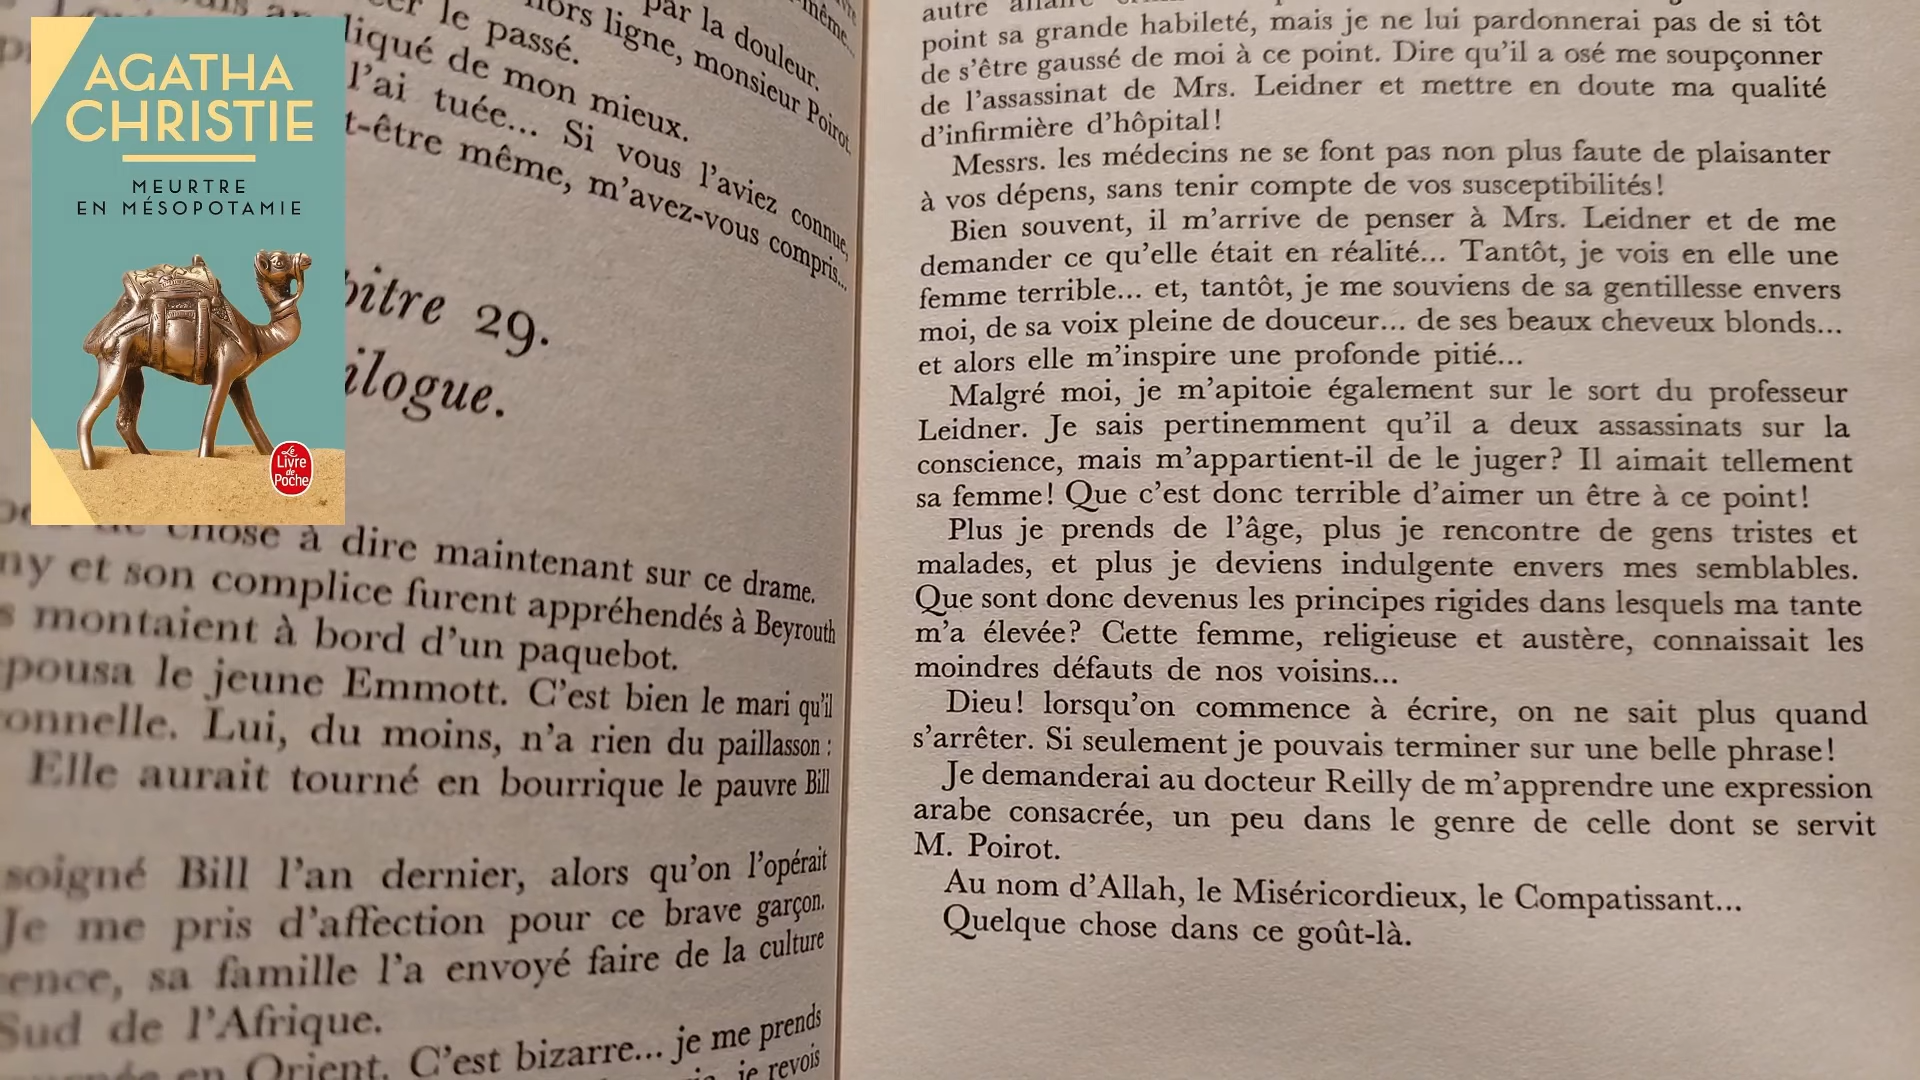 AGATHA
CHRISTIE
MEURTRE
EN MÉSOPOTAMIE
Le
Livre
de
Poche
le passé.
hors ligne, monsieur Poirot.
par la douleur.
de mon mieux.
l'ai tuée... Si vous l'aviez connue,
même, m'avez-vous compris...
29.
chose à dire maintenant sur ce drame.
et son complice furent appréhendés à Beyrouth
montaient à bord d'un paquebot.
le jeune Emmott. C'est bien le mari qu'il
Lui, du moins, n'a rien du paillasson :
Elle aurait tourné en bourrique le pauvre Bill
soigné Bill l'an dernier, alors qu'on l'opérait
Je me pris d'affection pour ce brave garçon.
sa famille l'a envoyé faire de la culture
Sud de l'Afrique.
en Orient. C'est bizarre... je me prends
je revois
autre
point sa grande habileté, mais je ne lui pardonnerai pas de si tôt
de s'être gaussé de moi à ce point. Dire qu'il a osé me soupçonner
de l'assassinat de Mrs. Leidner et mettre en doute ma qualité
d'infirmière d'hôpital!
Messrs. les médecins ne se font pas non plus faute de plaisanter
à vos dépens, sans tenir compte de vos susceptibilités!
Bien souvent, il m'arrive de penser à Mrs. Leidner et de me
demander ce qu'elle était en réalité... Tantôt, je vois en elle une
femme terrible... et, tantôt, je me souviens de sa gentillesse envers
moi, de sa voix pleine de douceur... de ses beaux cheveux blonds...
et alors elle m'inspire une profonde pitié...
Malgré moi, je m'apitoie également sur le sort du professeur
Leidner. Je sais pertinemment qu'il a deux assassinats sur la
conscience, mais m'appartient-il de le juger? Il aimait tellement
sa femme! Que c'est donc terrible d'aimer un être à ce point!
Plus je prends de l'âge, plus je rencontre de gens tristes et
malades, et plus je deviens indulgente envers mes semblables.
Que sont donc devenus les principes rigides dans lesquels ma tante
m'a élevée? Cette femme, religieuse et austère, connaissait les
moindres défauts de nos voisins...
Dieu! lorsqu'on commence à écrire, on ne sait plus quand
s'arrêter. Si seulement je pouvais terminer sur une belle phrase!
Je demanderai au docteur Reilly de m'apprendre une expression
arabe consacrée, un peu dans le genre de celle dont se servit
M. Poirot.
Au nom d'Allah, le Miséricordieux, le Compatissant...
Quelque chose dans ce goût-là.